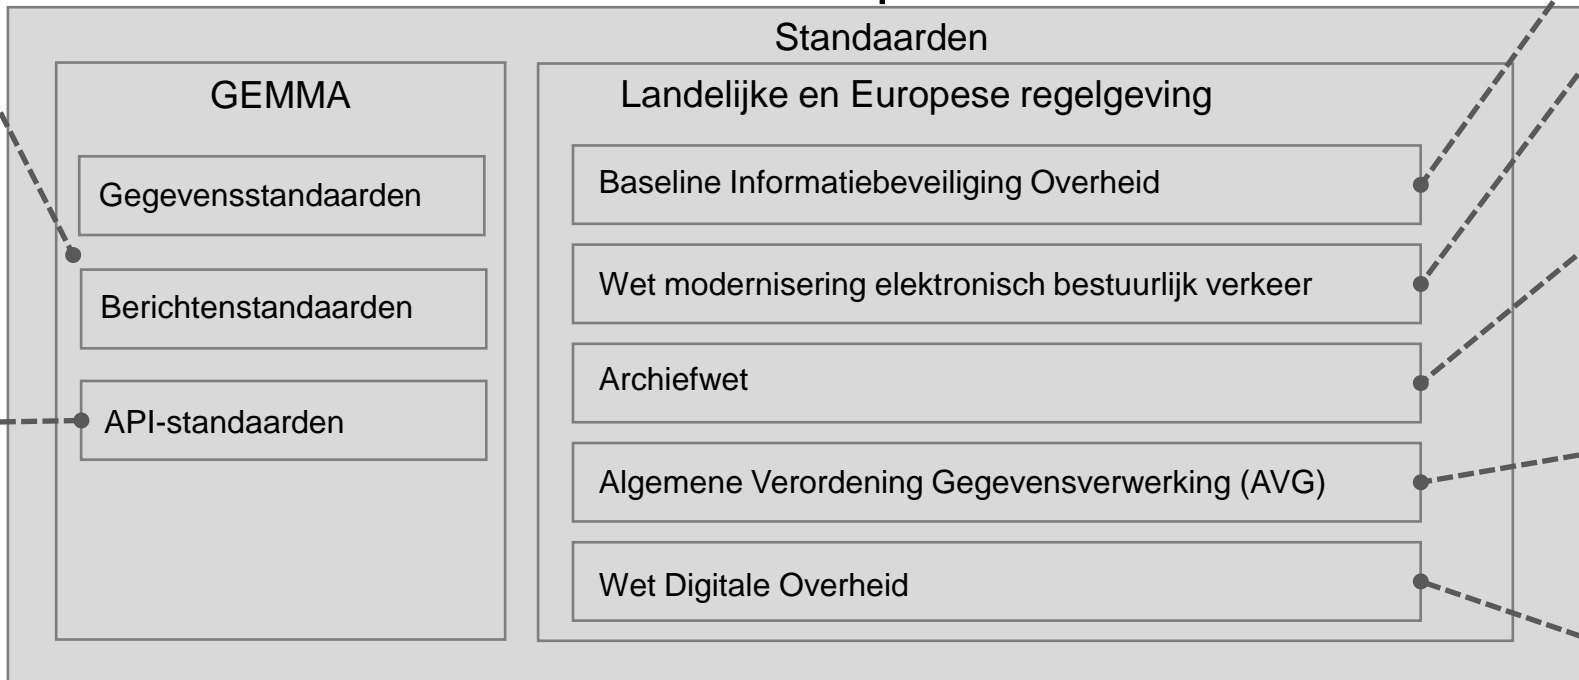 Standaarden
GEMMA
Gegevensstandaarden
Berichtenstandaarden
API-standaarden
Landelijke en Europese regelgeving
Baseline Informatiebeveiliging Overheid
Wet modernisering elektronisch bestuurlijk verkeer
Archiefwet
Algemene Verordening Gegevensverwerking (AVG)
Wet Digitale Overheid